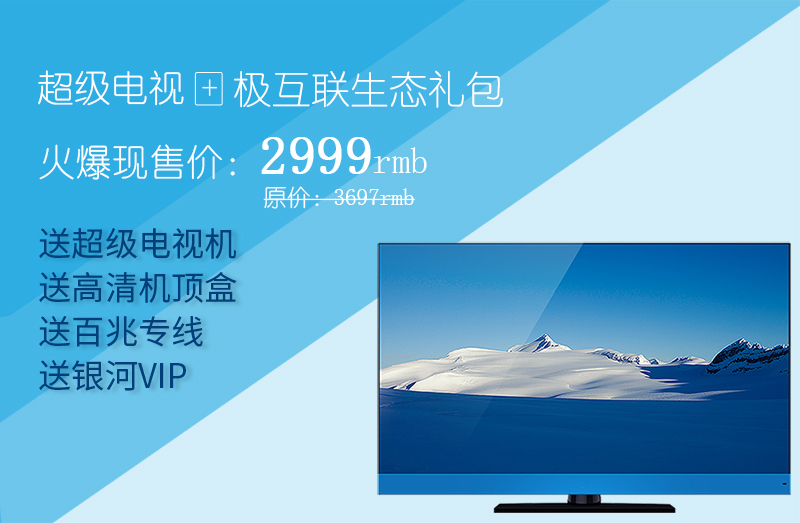 超级电视+极互联生态礼包
火爆现售价：2999rmb
原价：3697rmb
送超级电视机
送高清机顶盒
送百兆专线
送银河VIP